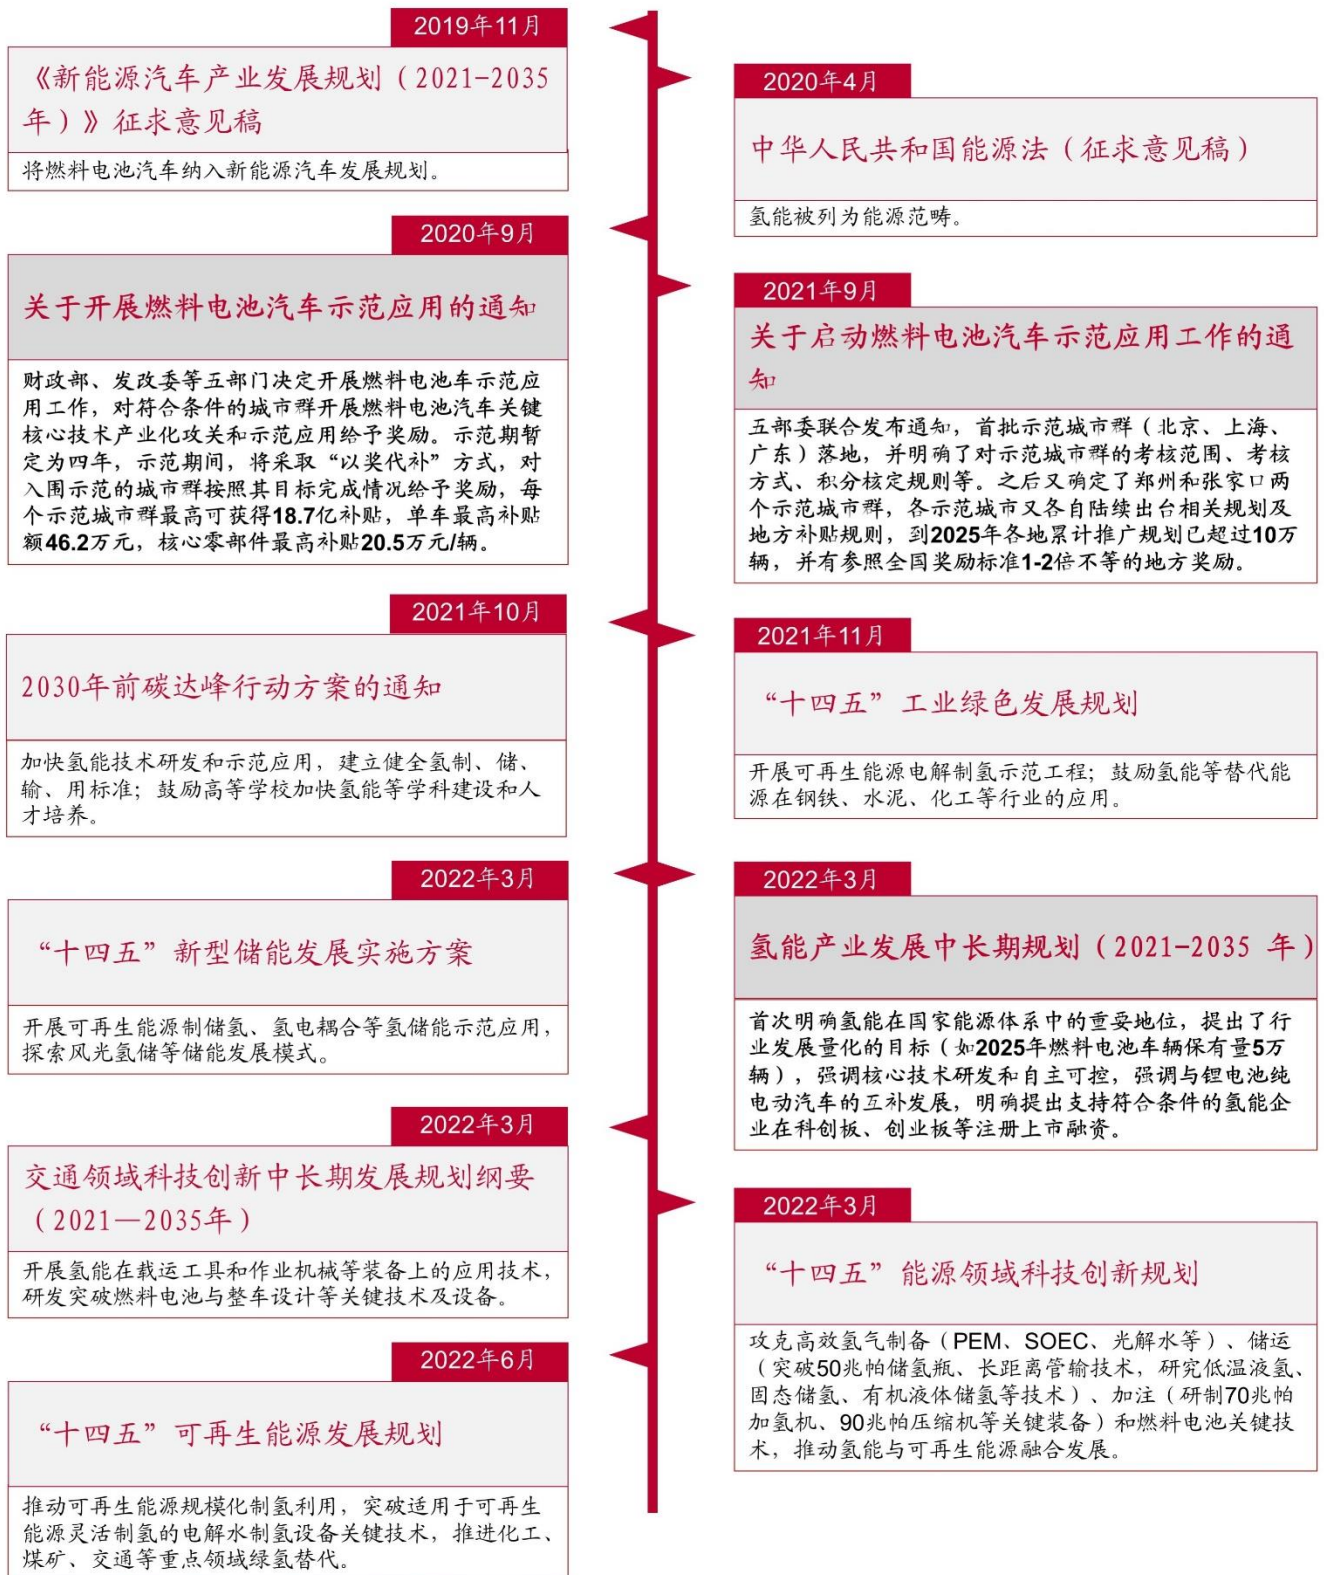 2019年11月
《新能源汽车产业发展规划（2021-2035
年）》征求意见稿
将燃料电池汽车纳入新能源汽车发展规划。
2020年4月
中华人民共和国能源法（征求意见稿）
氢能被列为能源范畴。
2020年9月
关于开展燃料电池汽车示范应用的通知
财政部、发改委等五部门决定开展燃料电池车示范应
用工作，对符合条件的城市群开展燃料电池汽车关键
核心技术产业化攻关和示范应用给予奖励。示范期暂
定为四年，示范期间，将采取“以奖代补”方式，对
入围示范的城市群按照其目标完成情况给予奖励，每
个示范城市群最高可获得18.7亿补贴，单车最高补贴
额46.2万元，核心零部件最高补贴20.5万元/辆。
2021年9月
关于启动燃料电池汽车示范应用工作的通
知
五部委联合发布通知，首批示范城市群（北京、上海、
广东）落地，并明确了对示范城市群的考核范围、考核
方式、积分核定规则等。之后又确定了郑州和张家口两
个示范城市群，各示范城市又各自陆续出台相关规划及
地方补贴规则，到2025年各地累计推广规划已超过10万
辆，并有参照全国奖励标准1-2倍不等的地方奖励。
2021年10月
2030年前碳达峰行动方案的通知
加快氢能技术研发和示范应用，建立健全氢制、储、
输、用标准；鼓励高等学校加快氢能等学科建设和人
才培养。
2021年11月
“十四五”工业绿色发展规划
开展可再生能源电解制氢示范工程；鼓励氢能等替代能
源在钢铁、水泥、化工等行业的应用。
2022年3月
“十四五”新型储能发展实施方案
开展可再生能源制储氢、氢电耦合等氢储能示范应用，
探索风光氢储等储能发展模式。
2022年3月
氢能产业发展中长期规划（2021-2035 年）
首次明确氢能在国家能源体系中的重要地位，提出了行
业发展量化的目标（如2025年燃料电池车辆保有量5万
辆），强调核心技术研发和自主可控，强调与锂电池纯
电动汽车的互补发展，明确提出支持符合条件的氢能企
业在科创板、创业板等注册上市融资。
2022年3月
交通领域科技创新中长期发展规划纲要
（2021—2035年）
开展氢能在载运工具和作业机械等装备上的应用技术，
研发突破燃料电池与整车设计等关键技术及设备。
2022年3月
“十四五”能源领域科技创新规划
攻克高效氢气制备（PEM、SOEC、光解水等）、储运
（突破50兆帕储氢瓶、长距离管输技术，研究低温液氢、
固态储氢、有机液体储氢等技术）、加注（研制70兆帕
加氢机、90兆帕压缩机等关键装备）和燃料电池关键技
术，推动氢能与可再生能源融合发展。
2022年6月
“十四五”可再生能源发展规划
推动可再生能源规模化制氢利用，突破适用于可再生
能源灵活制氢的电解水制氢设备关键技术，推进化工、
煤矿、交通等重点领域绿氢替代。